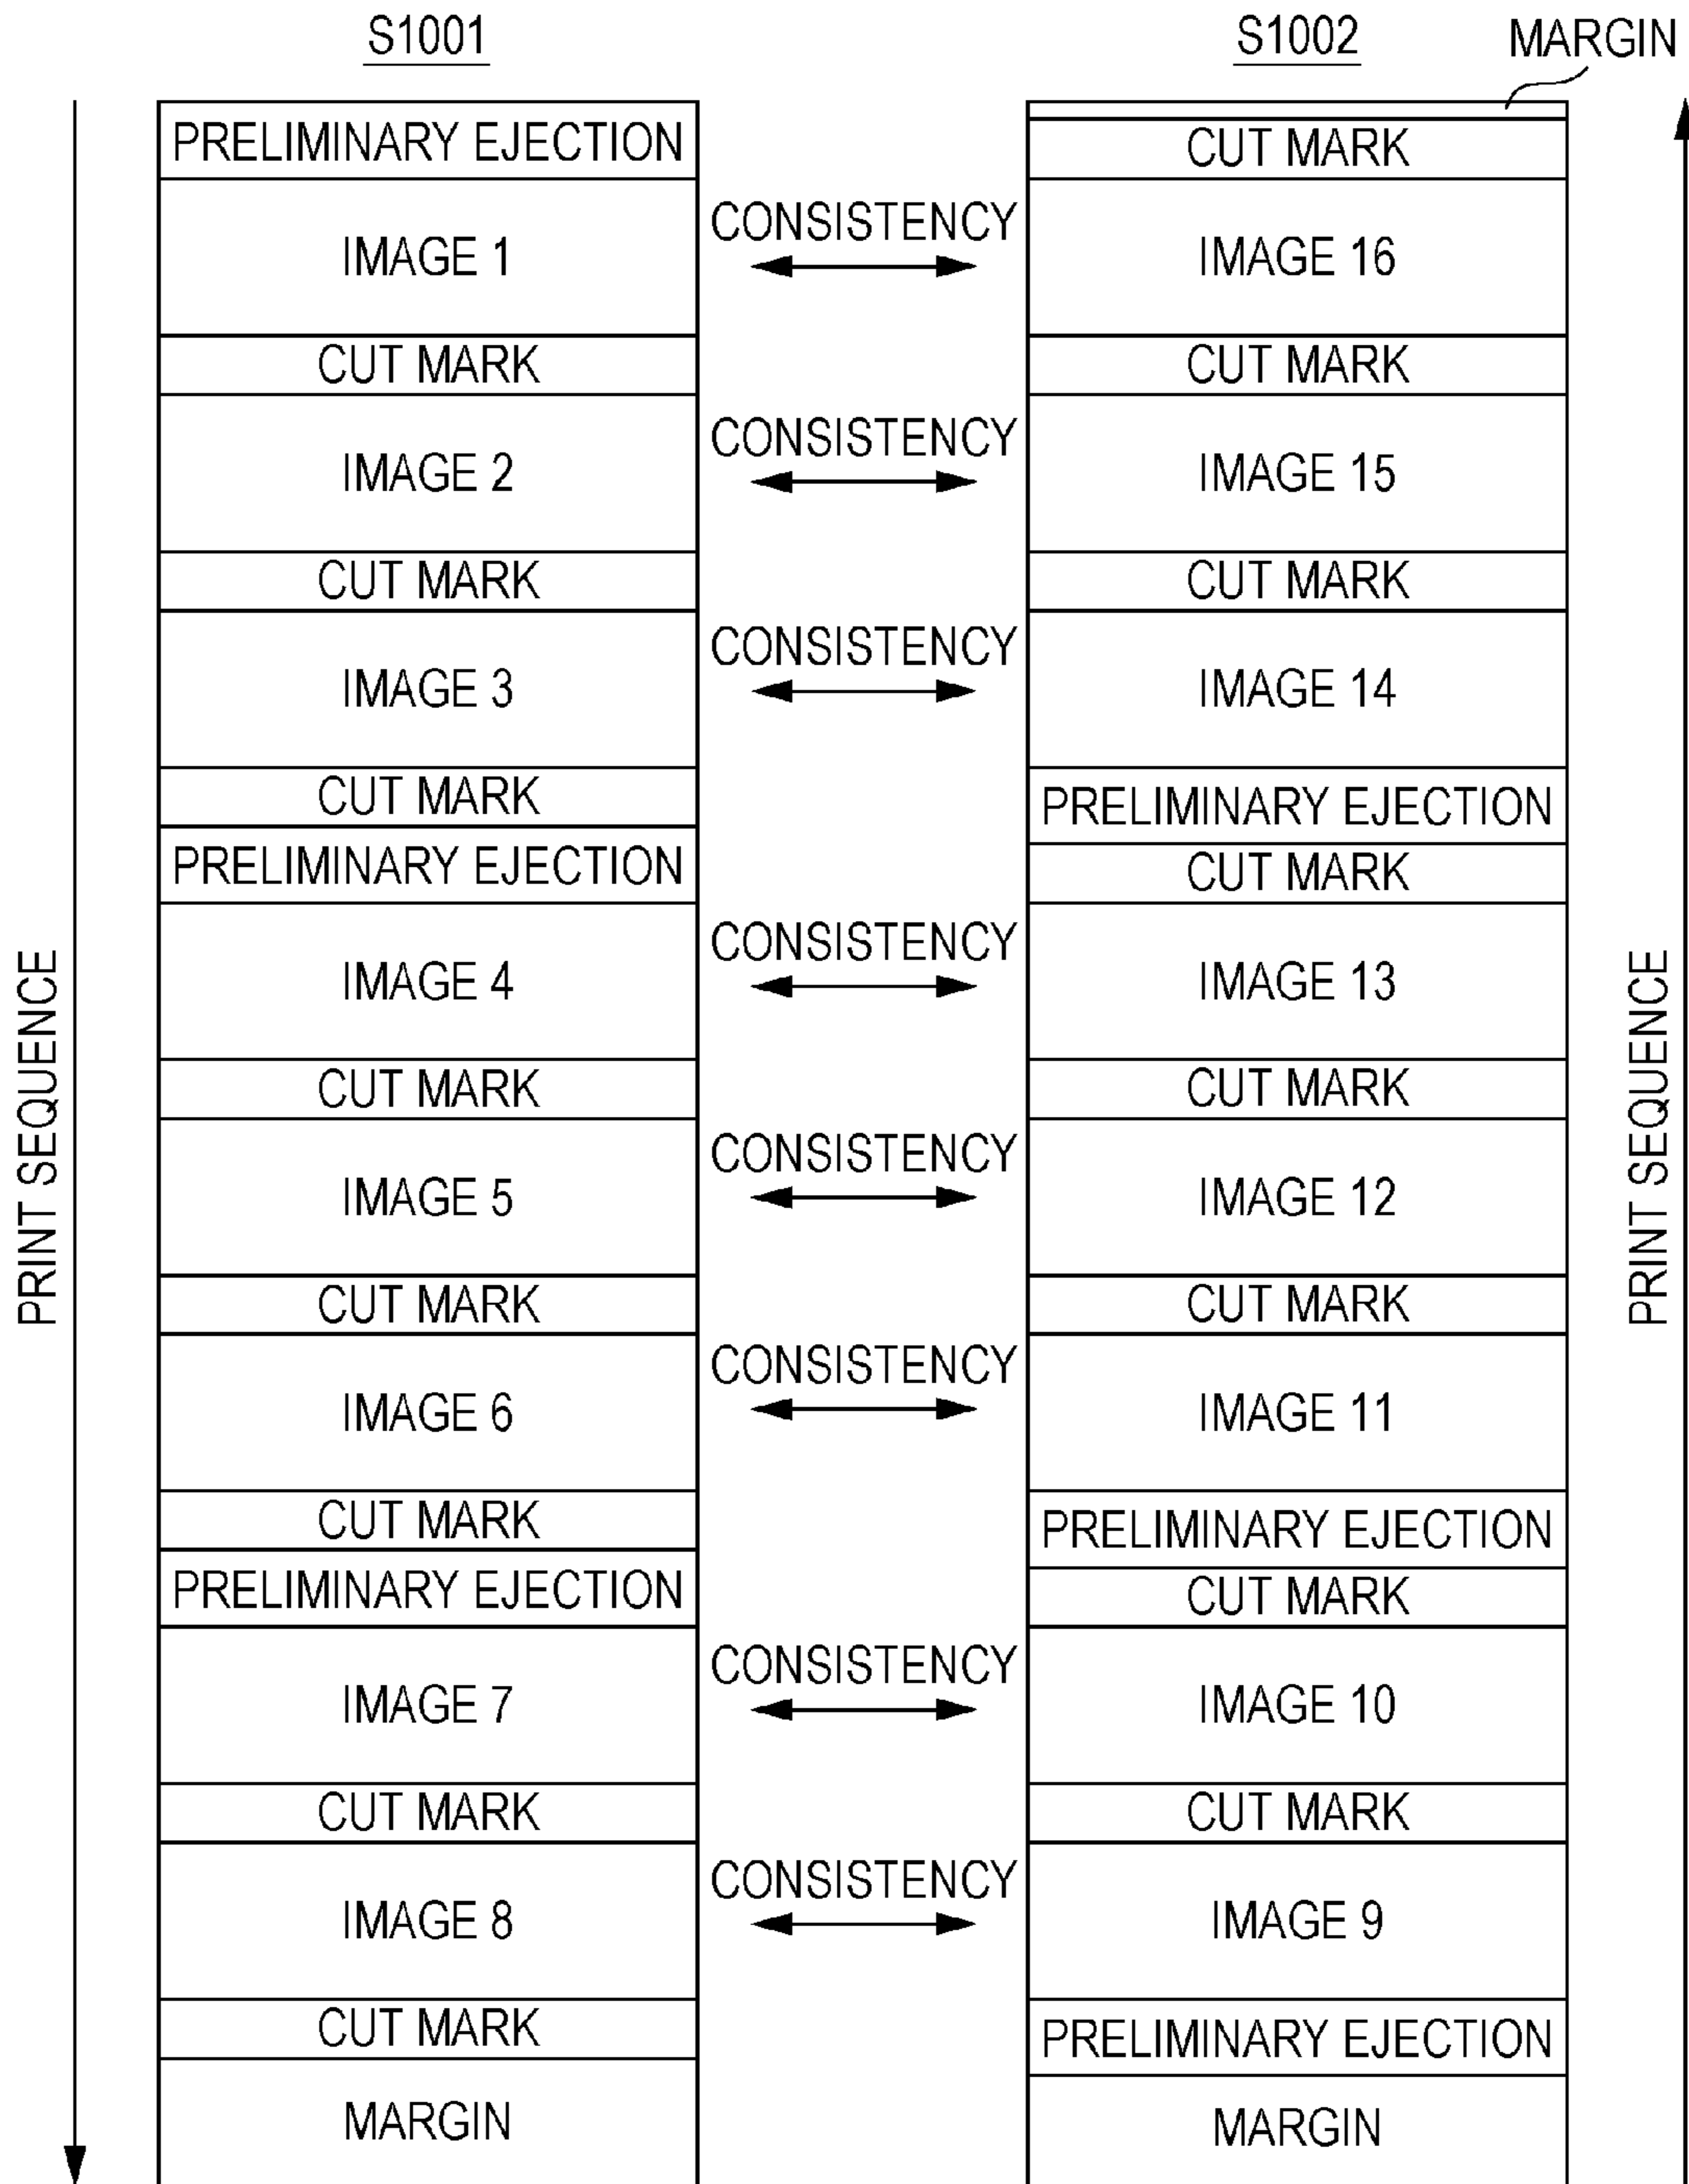 S1001
S1002
MARGIN
PRELIMINARY EJECTION
CUT MARK
IMAGE 1
CONSISTENCY
IMAGE 16
CUT MARK
CUT MARK
IMAGE 2
CONSISTENCY
IMAGE 15
CUT MARK
CUT MARK
IMAGE 3
CONSISTENCY
IMAGE 14
CUT MARK
PRELIMINARY EJECTION
PRELIMINARY EJECTION
CUT MARK
IMAGE 4
CONSISTENCY
IMAGE 13
CUT MARK
CUT MARK
PRINT SEQUENCE
IMAGE 5
CONSISTENCY
IMAGE 12
PRINT SEQUENCE
CUT MARK
CUT MARK
IMAGE 6
CONSISTENCY
IMAGE 11
CUT MARK
PRELIMINARY EJECTION
PRELIMINARY EJECTION
CUT MARK
IMAGE 7
CONSISTENCY
IMAGE 10
CUT MARK
CUT MARK
IMAGE 8
CONSISTENCY
IMAGE 9
CUT MARK
PRELIMINARY EJECTION
MARGIN
MARGIN